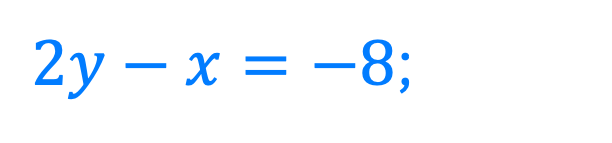 2y − x = −8;